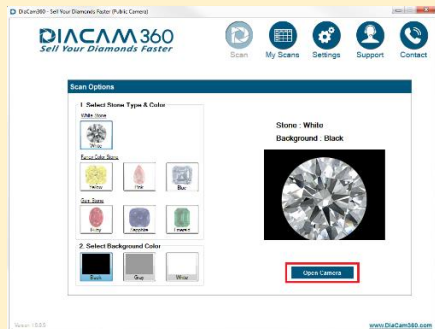 DiaCam360 - Sell Your Diamonds Faster (Public Camera)
DIACAM 360
Sell Your Diamonds Faster
Scan
My Scans
Settings
Support
Contact
Scan Options
1. Select Stone Type & Color
White Stone
White
Fancy Color Stone
Yellow
Pink
Blue
Gem Stone
Ruby
Sapphire
Emerald
2. Select Background Color
Black
Gray
White
Stone : White
Background : Black
Open Camera
www.DiaCam360.com